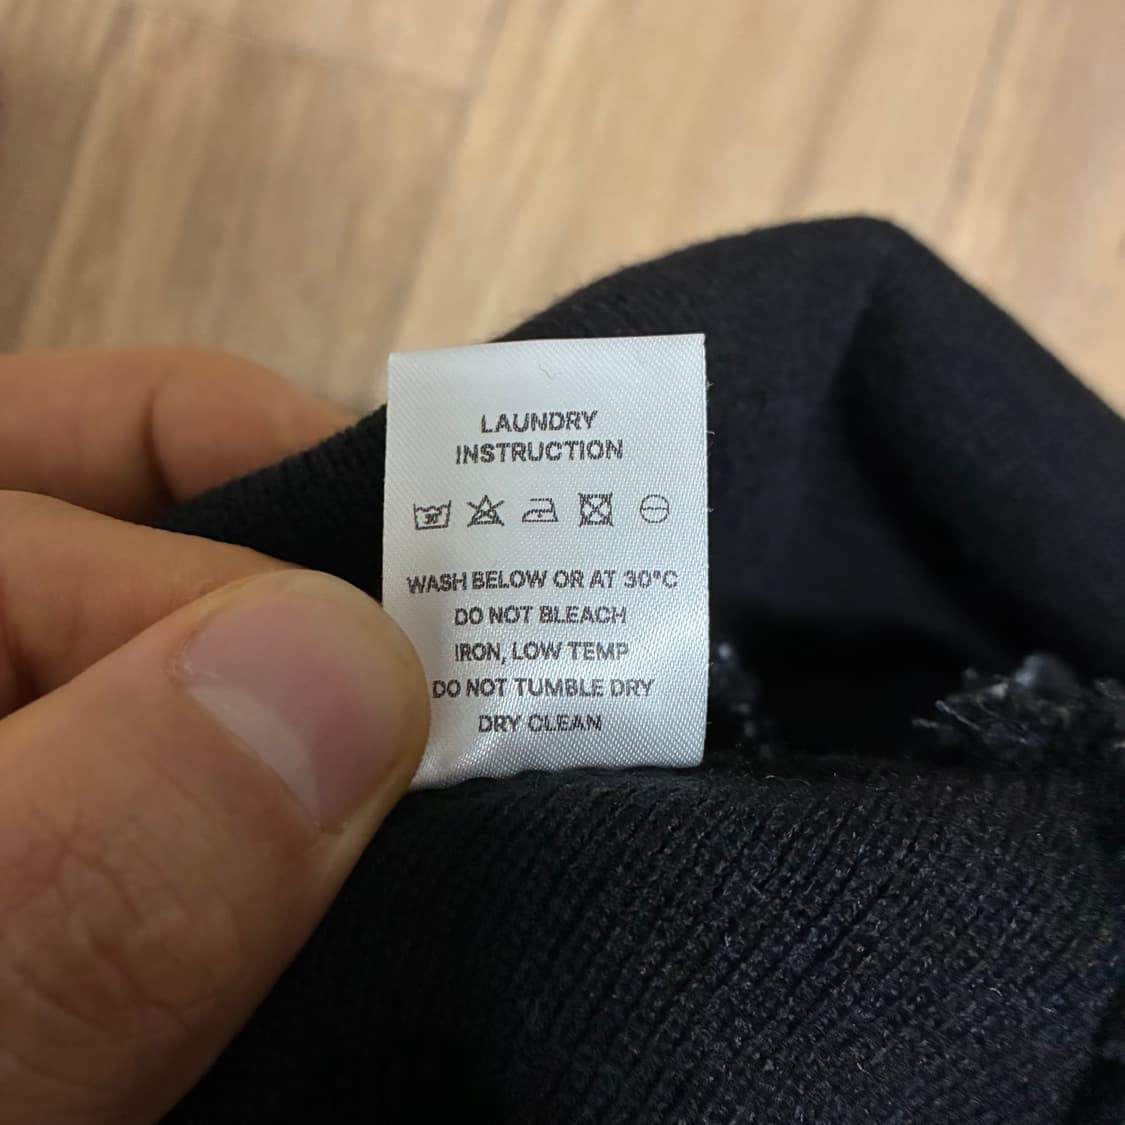 LAUNDRY
INSTRUCTION
30°
WASH BELOW OR AT 30°C
DO NOT BLEACH
IRON, LOW TEMP
DO NOT TUMBLE DRY
DRY CLEAN